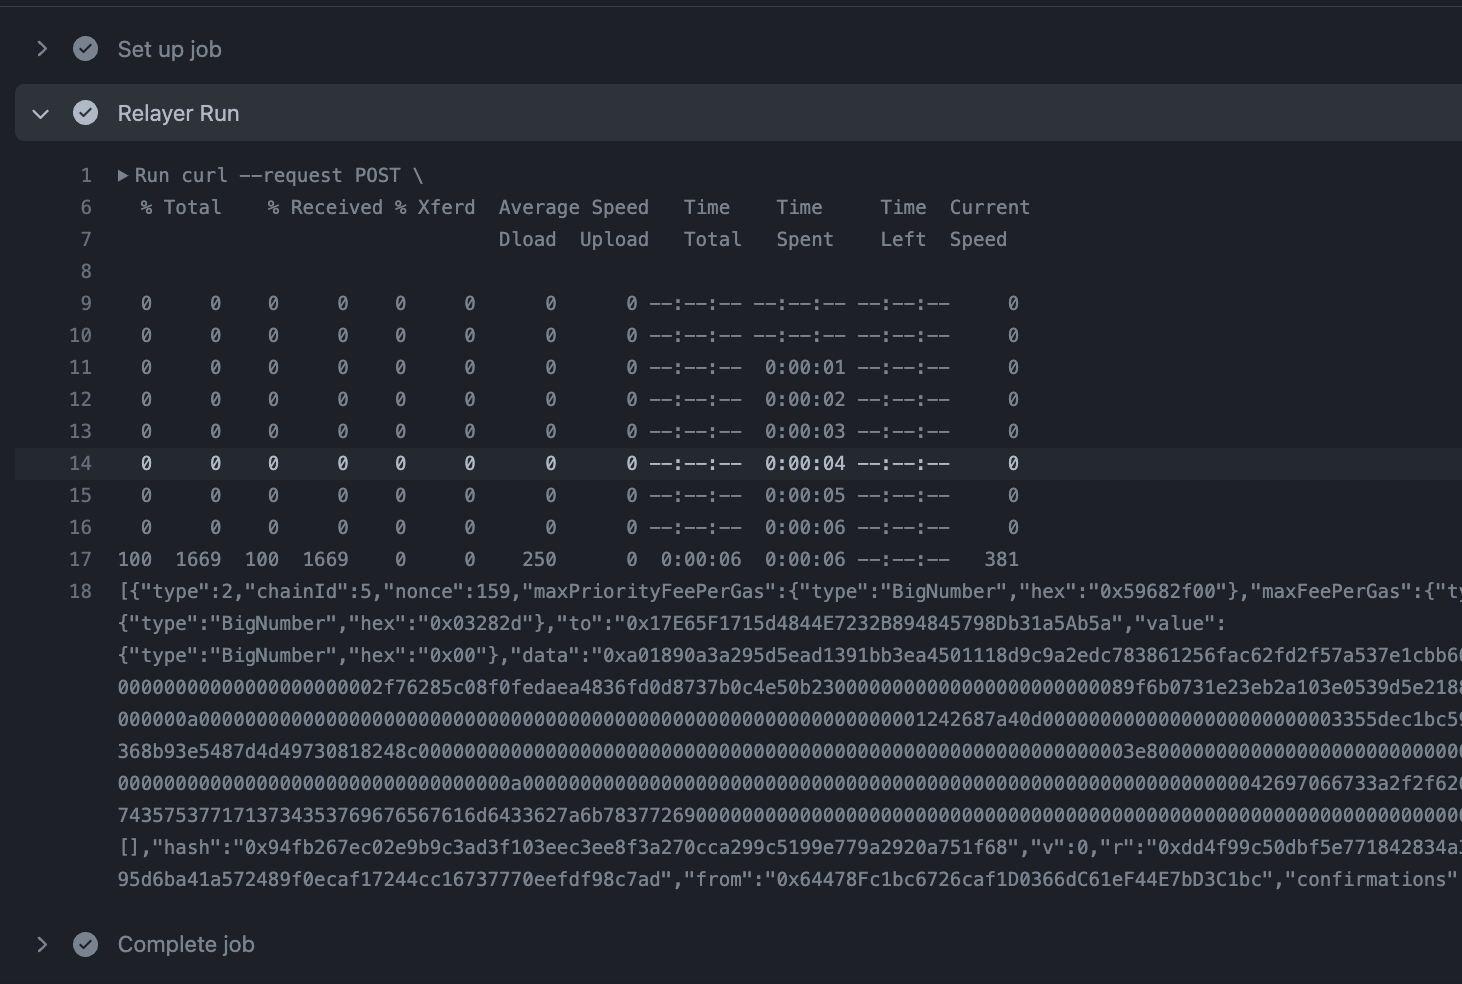 Set up job
Relayer Run
1 Run curl --request POST \
6 % Total % Received % Xferd Average Speed Time Time Time Current
7 Dload Upload Total Spent Left Speed
8
9 0 0 0 0 0 0 0 0 --:--:-- --:--:-- --:--:-- 0
10 0 0 0 0 0 0 0 0 --:--:-- --:--:-- --:--:-- 0
11 0 0 0 0 0 0 0 0 --:--:-- 0:00:01 --:--:-- 0
12 0 0 0 0 0 0 0 0 --:--:-- 0:00:02 --:--:-- 0
13 0 0 0 0 0 0 0 0 --:--:-- 0:00:03 --:--:-- 0
14 0 0 0 0 0 0 0 0 --:--:-- 0:00:04 --:--:-- 0
15 0 0 0 0 0 0 0 0 --:--:-- 0:00:05 --:--:-- 0
16 0 0 0 0 0 0 0 0 --:--:-- 0:00:06 --:--:-- 0
17 100 1669 100 1669 0 0 250 0 0:00:06 0:00:06 --:--:-- 381
18 [{"type":2,"chainId":5,"nonce":159,"maxPriorityFeePerGas":{"type":"BigNumber","hex":"0x59682f00"},"maxFeePerGas":{"ty
{"type":"BigNumber","hex":"0x03282d"},"to":"0x17E65F1715d4844E7232B894845798Db31a5Ab5a","value":
{"type":"BigNumber","hex":"0x00"},"data":"0xa01890a3a295d5ead1391bb3ea4501118d9c9a2edc783861256fac62fd2f57a537e1cbb60
[],"hash":"0x94fb267ec02e9b9c3ad3f103eec3ee8f3a270cca299c5199e779a2920a751f68","v":0,"r":"0xdd4f99c50dbf5e771842834a3
95d6ba41a572489f0ecaf17244cc16737770eefdf98c7ad","from":"0x64478Fc1bc6726caf1D0366dC61eF44E7bD3C1bc","confirmations"
Complete job